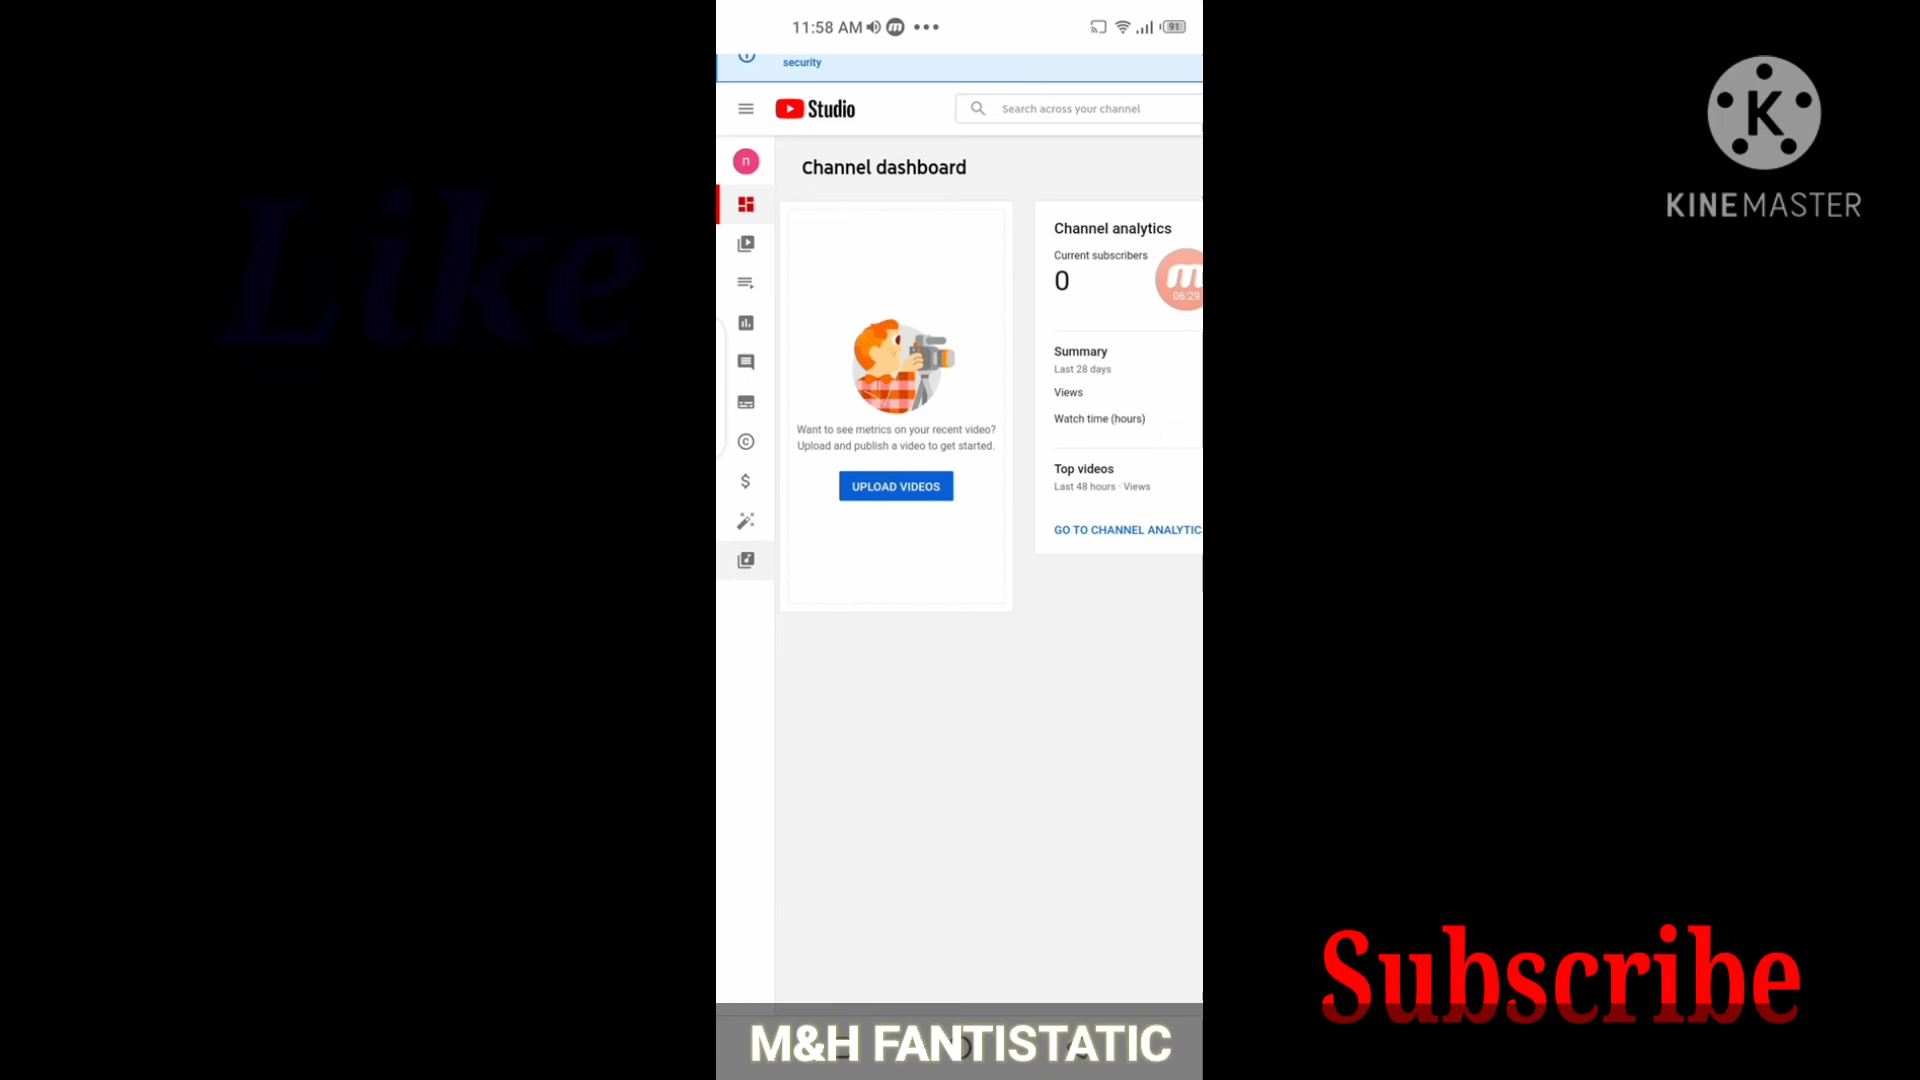 11:58 AM
91
security
Studio
Search across your channel
n
Channel dashboard
Want to see metrics on your recent video?
Upload and publish a video to get started.
UPLOAD VIDEOS
Channel analytics
Current subscribers
0
06:29
Summary
Last 28 days
Views
Watch time (hours)
Top videos
Last 48 hours · Views
GO TO CHANNEL ANALYTIC
Like
K
KINEMASTER
Subscribe
M&H FANTISTATIC